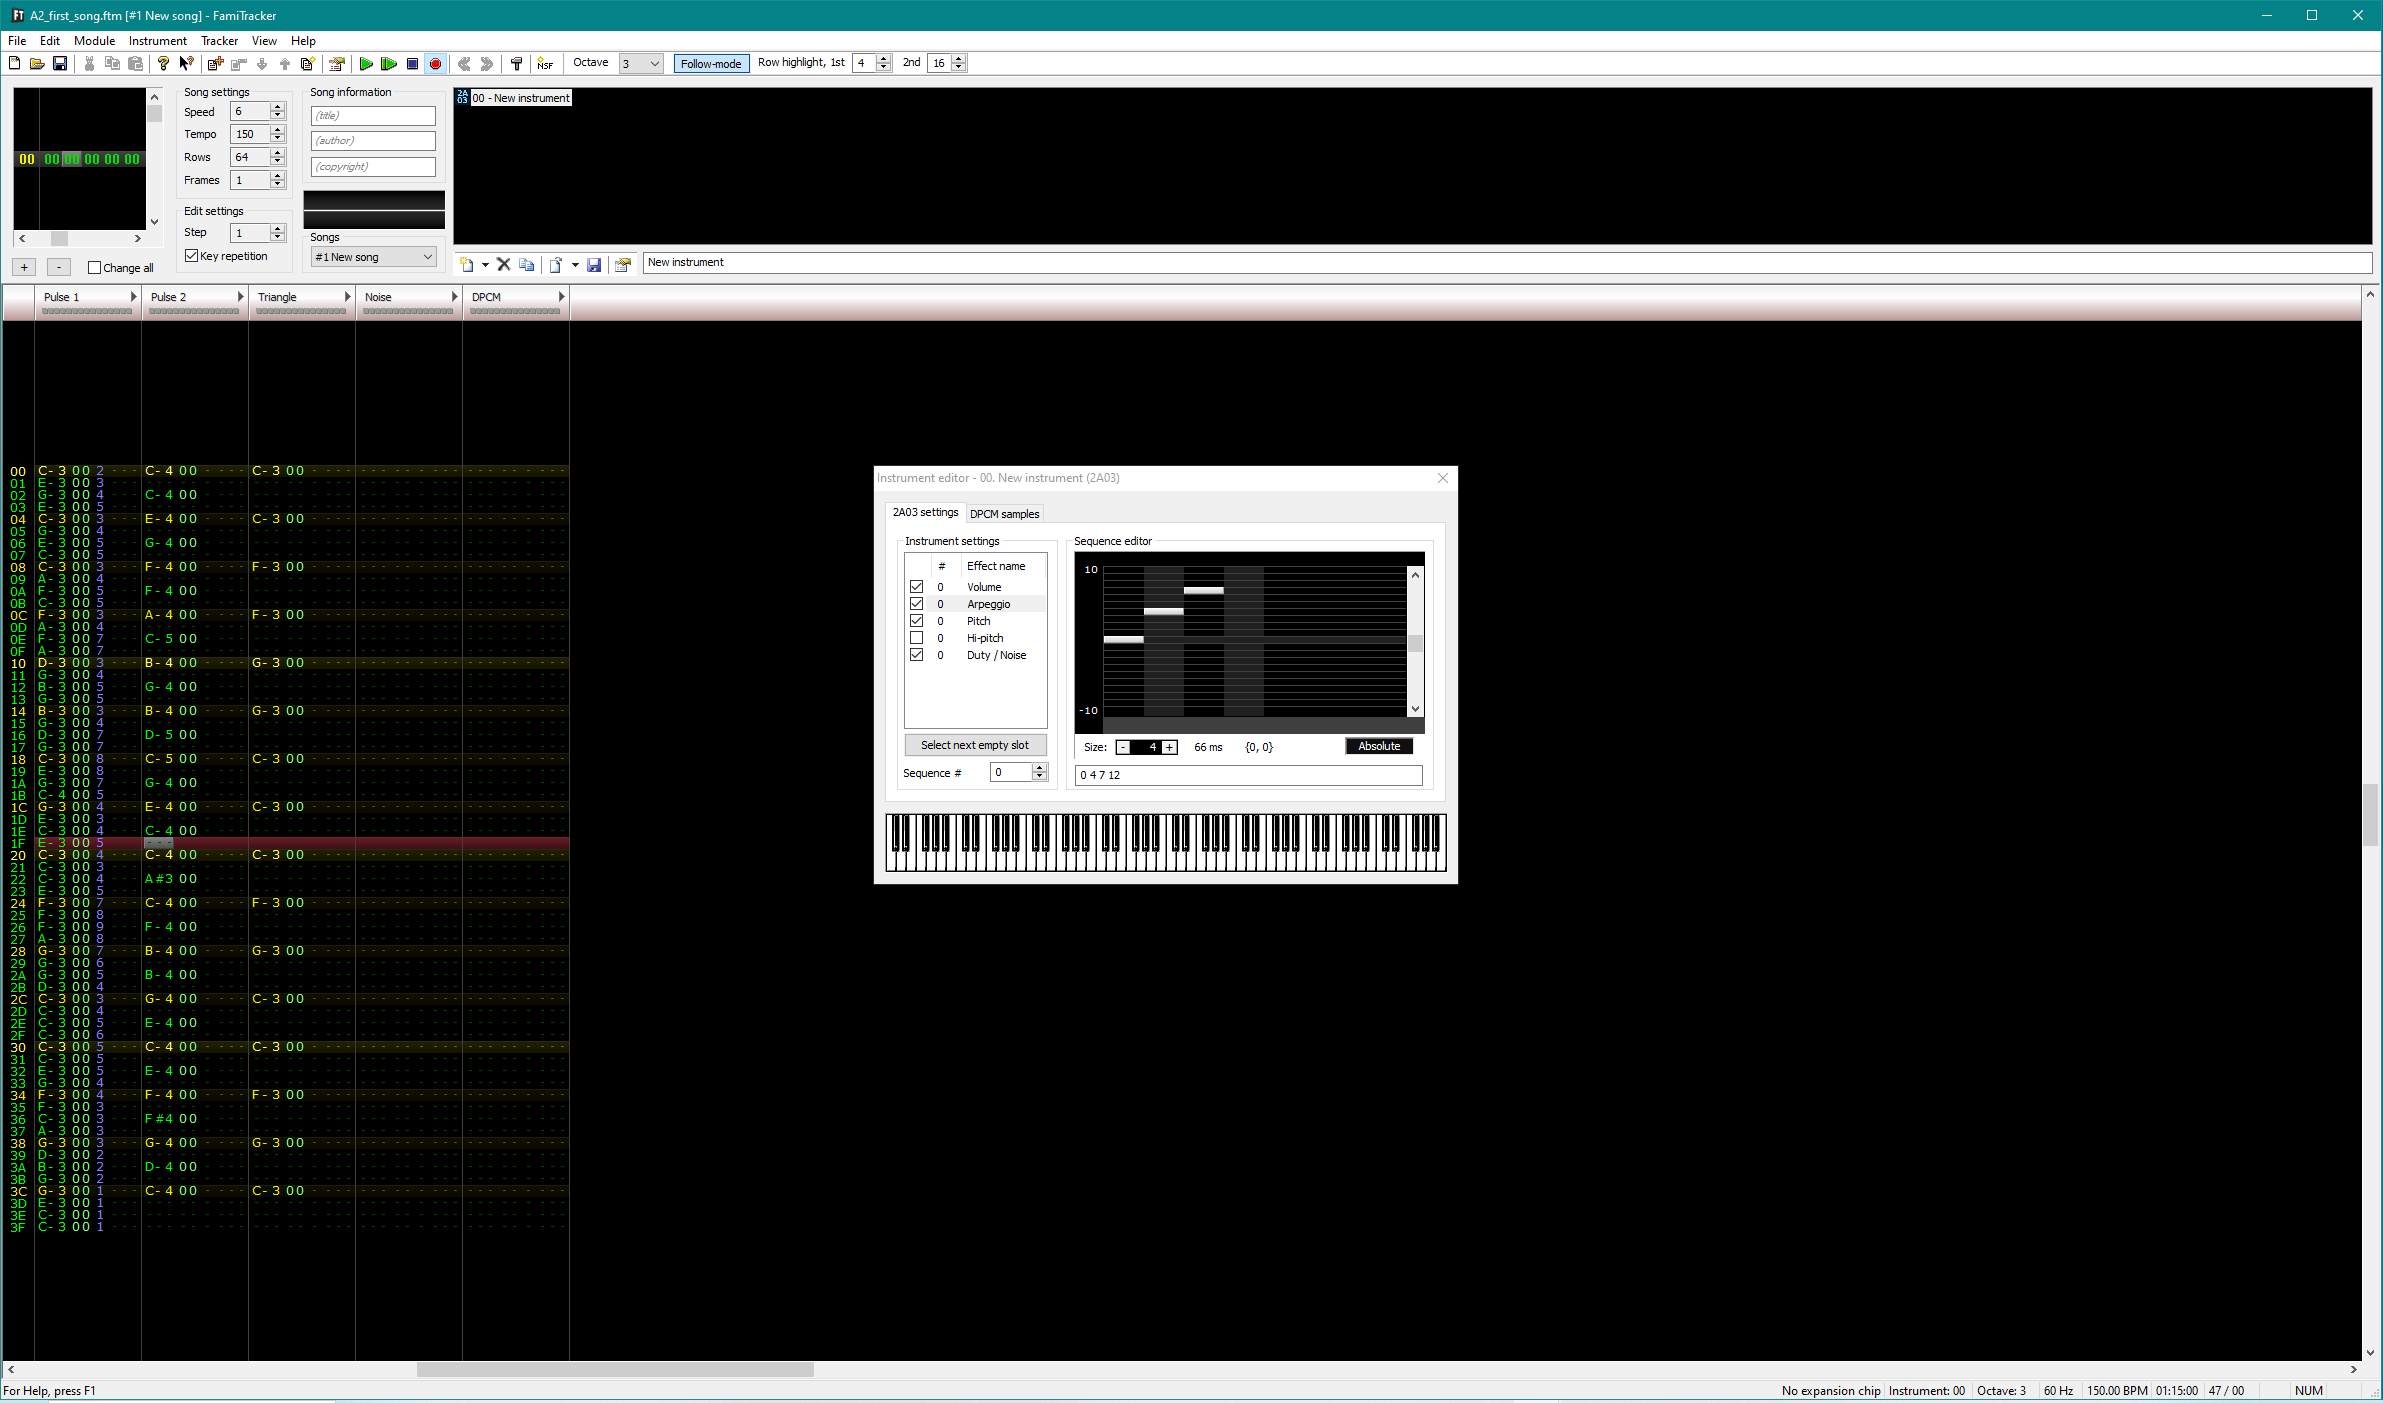 A2_first_song.ftm [#1 New song] - FamiTracker
File Edit Module Instrument Tracker View Help
Octave 3 Follow-mode Row highlight, 1st 4 2nd 16
Song settings
Speed 6
Tempo 150
Rows 64
Frames 1
Edit settings
Step 1
Key repetition
00 00 00 00 00 00
+ - Change all
Song information
(title)
(author)
(copyright)
Songs
#1 New song
2A03 00 - New instrument
New instrument
Pulse 1 Pulse 2 Triangle Noise DPCM
00 C-3 00 2 C-4 00 C-3 00
01 E-3 00 3
02 G-3 00 4 C-4 00
03 E-3 00 5
04 C-3 00 3 E-4 00 C-3 00
05 G-3 00 4
06 E-3 00 5 G-4 00
07 C-3 00 5
08 C-3 00 3 F-4 00 F-3 00
09 A-3 00 4
0A F-3 00 5 F-4 00
0B C-3 00 5
0C F-3 00 3 A-4 00 F-3 00
0D A-3 00 4
0E F-3 00 7 C-5 00
0F A-3 00 7
10 D-3 00 3 B-4 00 G-3 00
11 G-3 00 4
12 B-3 00 5 G-4 00
13 G-3 00 5
14 B-3 00 3 B-4 00 G-3 00
15 G-3 00 4
16 D-3 00 7 D-5 00
17 G-3 00 7
18 C-3 00 8 C-5 00 C-3 00
19 E-3 00 8
1A G-3 00 7 G-4 00
1B C-4 00 5
1C G-3 00 4 E-4 00 C-3 00
1D E-3 00 3
1E C-3 00 4 C-4 00
1F E-3 00 5 ---
20 C-3 00 4 C-4 00 C-3 00
21 C-3 00 3
22 C-3 00 4 A#3 00
23 E-3 00 5
24 F-3 00 7 C-4 00 F-3 00
25 F-3 00 8
26 F-3 00 9 F-4 00
27 A-3 00 8
28 G-3 00 7 B-4 00 G-3 00
29 G-3 00 6
2A G-3 00 5 B-4 00
2B D-3 00 4
2C C-3 00 3 G-4 00 C-3 00
2D C-3 00 4
2E C-3 00 5 E-4 00
2F C-3 00 6
30 C-3 00 5 C-4 00 C-3 00
31 C-3 00 5
32 E-3 00 5 E-4 00
33 G-3 00 4
34 F-3 00 4 F-4 00 F-3 00
35 F-3 00 3
36 C-3 00 3 F#4 00
37 A-3 00 3
38 G-3 00 3 G-4 00 G-3 00
39 D-3 00 2
3A B-3 00 2 D-4 00
3B G-3 00 2
3C G-3 00 1 C-4 00 C-3 00
3D E-3 00 1
3E C-3 00 1
3F C-3 00 1
Instrument editor - 00. New instrument (2A03)
2A03 settings DPCM samples
Instrument settings
# Effect name
0 Volume
0 Arpeggio
0 Pitch
0 Hi-pitch
0 Duty / Noise
Select next empty slot
Sequence # 0
Sequence editor
10
-10
Size: - 4 + 66 ms {0, 0} Absolute
0 4 7 12
For Help, press F1
No expansion chip Instrument: 00 Octave: 3 60 Hz 150.00 BPM 01:15:00 47 / 00 NUM